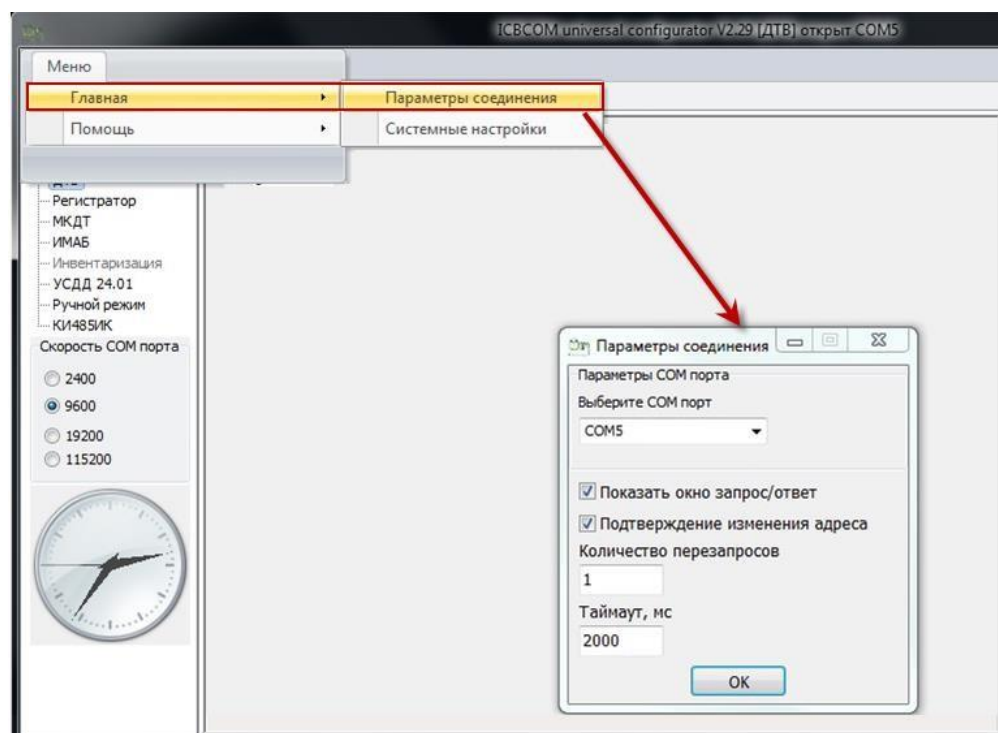 ICBCOM universal configurator V2.29 [ДТВ] открыт COM5
Меню
Главная
Параметры соединения
Помощь
Системные настройки
ДТВ
Регистратор
МКДТ
ИМАБ
Инвентаризация
УСДД 24.01
Ручной режим
КИ485ИК
Скорость COM порта
2400
9600
19200
115200
Параметры соединения
Параметры COM порта
Выберите COM порт
COM5
Показать окно запрос/ответ
Подтверждение изменения адреса
Количество перезапросов
1
Таймаут, мс
2000
OK